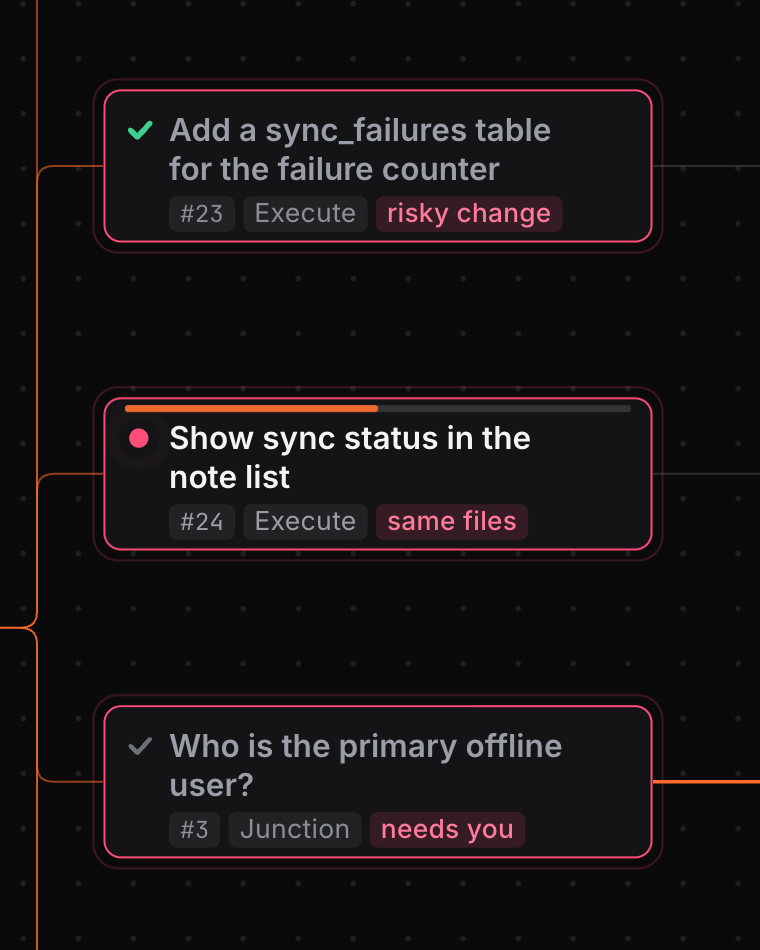 Add a sync_failures table
for the failure counter
#23 Execute risky change
Show sync status in the
note list
#24 Execute same files
Who is the primary offline
user?
#3 Junction needs you